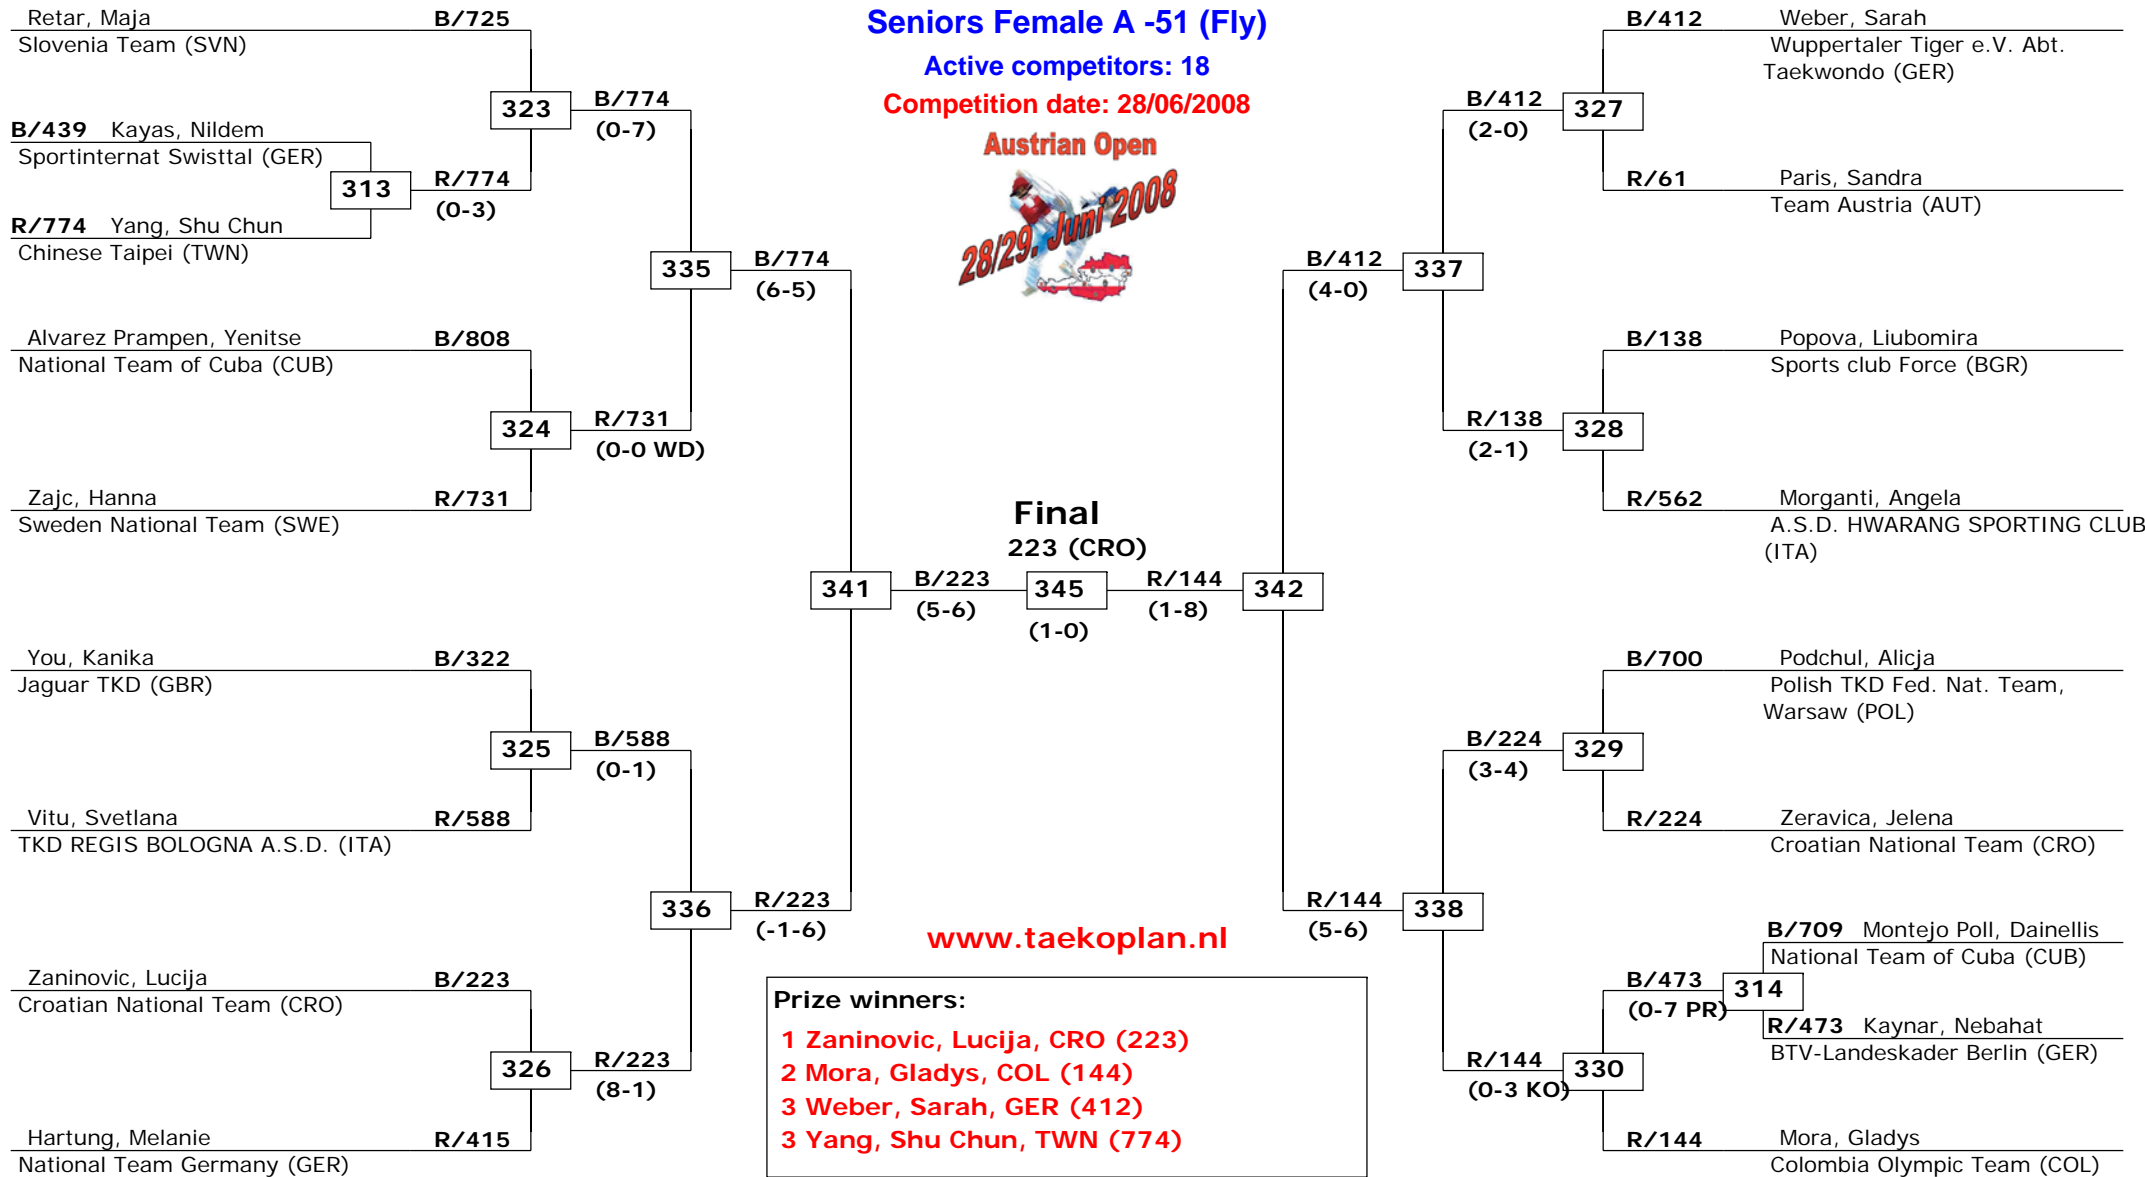 Seniors Female A -51 (Fly)
Active competitors: 18
Competition date: 28/06/2008
Austrian Open
28/29. Juni 2008
Retar, Maja B/725
Slovenia Team (SVN)
B/439 Kayas, Nildem
Sportinternat Swisttal (GER)
313
R/774 Yang, Shu Chun
Chinese Taipei (TWN)
R/774
(0-3)
323
B/774
(0-7)
Alvarez Prampen, Yenitse B/808
National Team of Cuba (CUB)
324
R/731
(0-0 WD)
Zajc, Hanna R/731
Sweden National Team (SWE)
335
B/774
(6-5)
You, Kanika B/322
Jaguar TKD (GBR)
325
B/588
(0-1)
Vitu, Svetlana R/588
TKD REGIS BOLOGNA A.S.D. (ITA)
336
R/223
(-1-6)
Zaninovic, Lucija B/223
Croatian National Team (CRO)
326
R/223
(8-1)
Hartung, Melanie R/415
National Team Germany (GER)
341
B/223
(5-6)
Final
223 (CRO)
345
(1-0)
R/144
(1-8)
342
B/412
(4-0)
337
B/412
(2-0)
327
B/412 Weber, Sarah
Wuppertaler Tiger e.V. Abt.
Taekwondo (GER)
R/61 Paris, Sandra
Team Austria (AUT)
R/138
(2-1)
328
B/138 Popova, Liubomira
Sports club Force (BGR)
R/562 Morganti, Angela
A.S.D. HWARANG SPORTING CLUB
(ITA)
R/144
(5-6)
338
B/224
(3-4)
329
B/700 Podchul, Alicja
Polish TKD Fed. Nat. Team,
Warsaw (POL)
R/224 Zeravica, Jelena
Croatian National Team (CRO)
R/144
(0-3 KO)
330
B/473
(0-7 PR)
314
B/709 Montejo Poll, Dainellis
National Team of Cuba (CUB)
R/473 Kaynar, Nebahat
BTV-Landeskader Berlin (GER)
R/144 Mora, Gladys
Colombia Olympic Team (COL)
www.taekoplan.nl
Prize winners:
1 Zaninovic, Lucija, CRO (223)
2 Mora, Gladys, COL (144)
3 Weber, Sarah, GER (412)
3 Yang, Shu Chun, TWN (774)